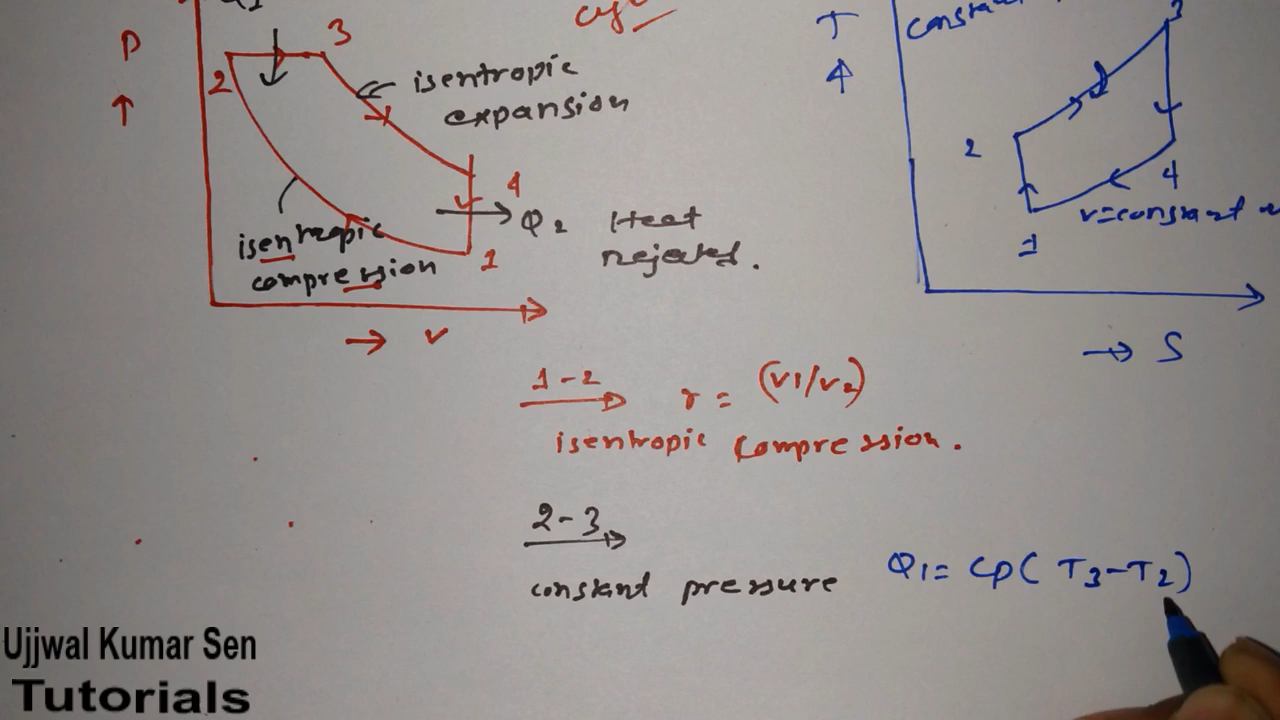 P
2
3
isentropic
expansion
4
Q2 Heat
rejected.
isentropic
compression
1
→ v
T
3
2
4
v=constant
1
→ S
1-2
r = (v1/v2)
isentropic compression.
2-3
constant pressure Q1= Cp( T3-T2)
Ujjwal Kumar Sen
Tutorials